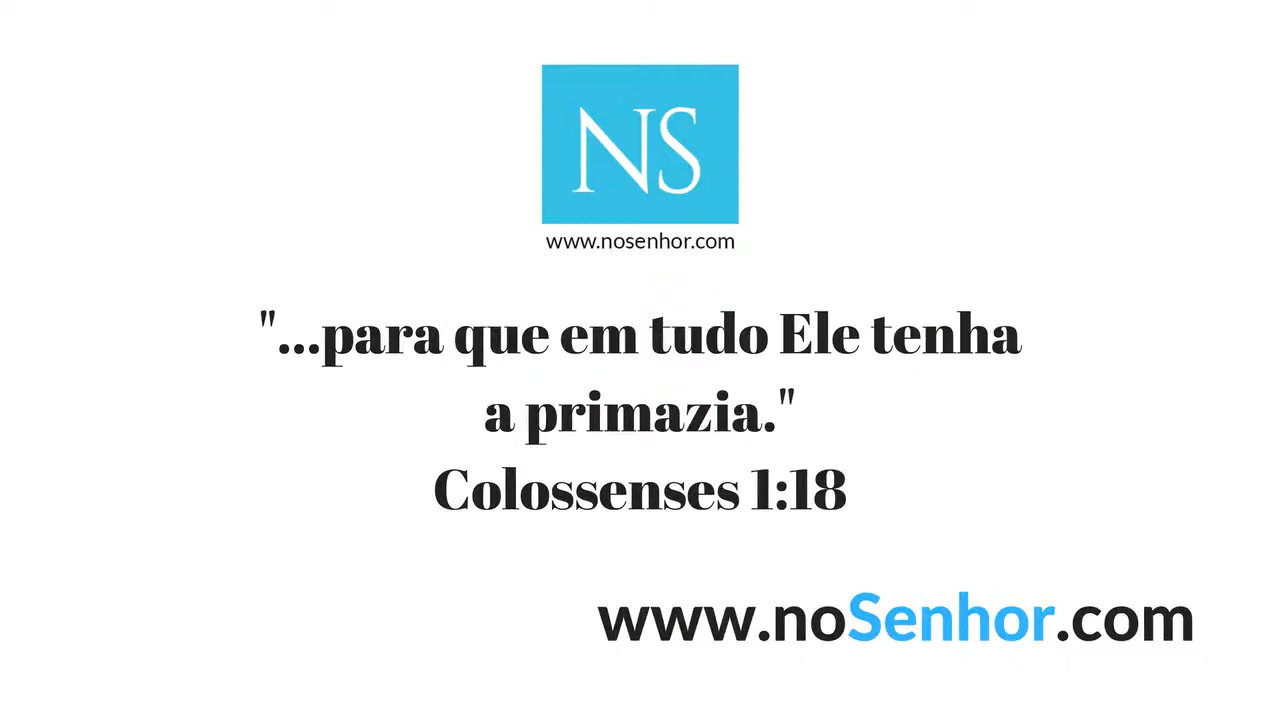 NS
www.nosenhor.com
"...para que em tudo Ele tenha
a primazia."
Colossenses 1:18
www.noSenhor.com